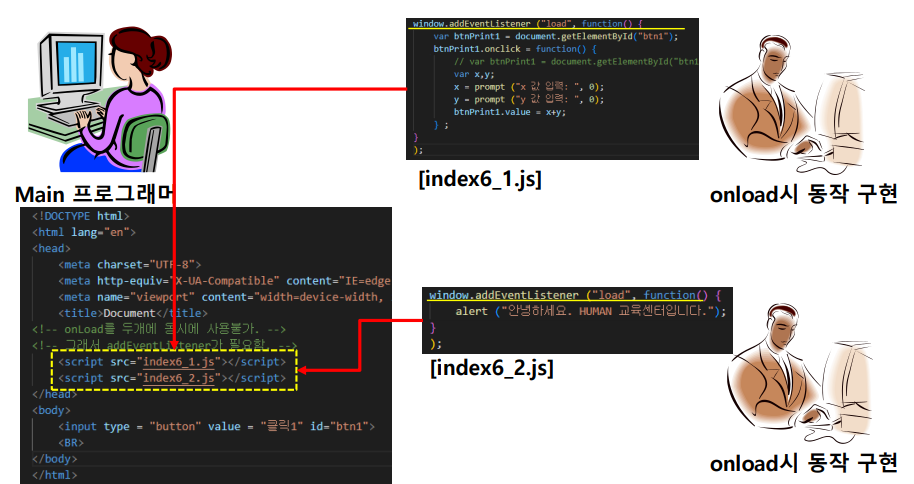 window.addEventListener ("load", function() {
var btnPrint1 = document.getElementById("btn1");
btnPrint1.onclick = function() {
// var btnPrint1 = document.getElementById("btn1
var x,y;
x = prompt ("x 값 입력: ", 0);
y = prompt ("y 값 입력: ", 0);
btnPrint1.value = x+y;
} ;
}
);
[index6_1.js]
onload시 동작 구현
Main 프로그래머
<!DOCTYPE html>
<html lang="en">
<head>
<meta charset="UTF-8">
<meta http-equiv="X-UA-Compatible" content="IE=edge
<meta name="viewport" content="width=device-width,
<title>Document</title>
<!-- onLoad를 두개에 동시에 사용불가. -->
<!-- 그래서 addEventListener가 필요함. -->
<script src="index6_1.js"></script>
<script src="index6_2.js"></script>
</head>
<body>
<input type = "button" value = "클릭1" id="btn1">
<BR>
</body>
</html>
window.addEventListener ("load", function() {
alert ("안녕하세요. HUMAN 교육센터입니다.");
}
);
[index6_2.js]
onload시 동작 구현